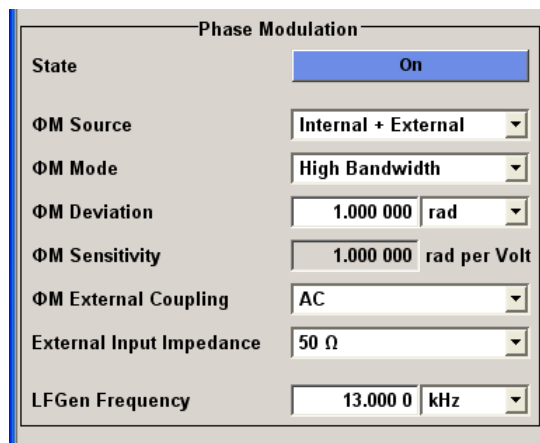 Phase Modulation
State On
ΦM Source Internal + External
ΦM Mode High Bandwidth
ΦM Deviation 1.000 000 rad
ΦM Sensitivity 1.000 000 rad per Volt
ΦM External Coupling AC
External Input Impedance 50 Ω
LFGen Frequency 13.000 0 kHz